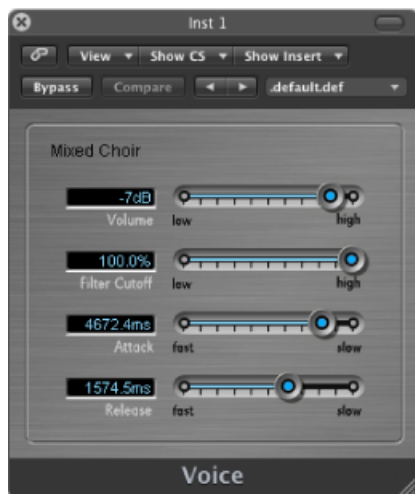 Inst 1
View Show CS Show Insert
Bypass Compare .default.def
Mixed Choir
-7dB
Volume low high
100.0%
Filter Cutoff low high
4672.4ms
Attack fast slow
1574.5ms
Release fast slow
Voice